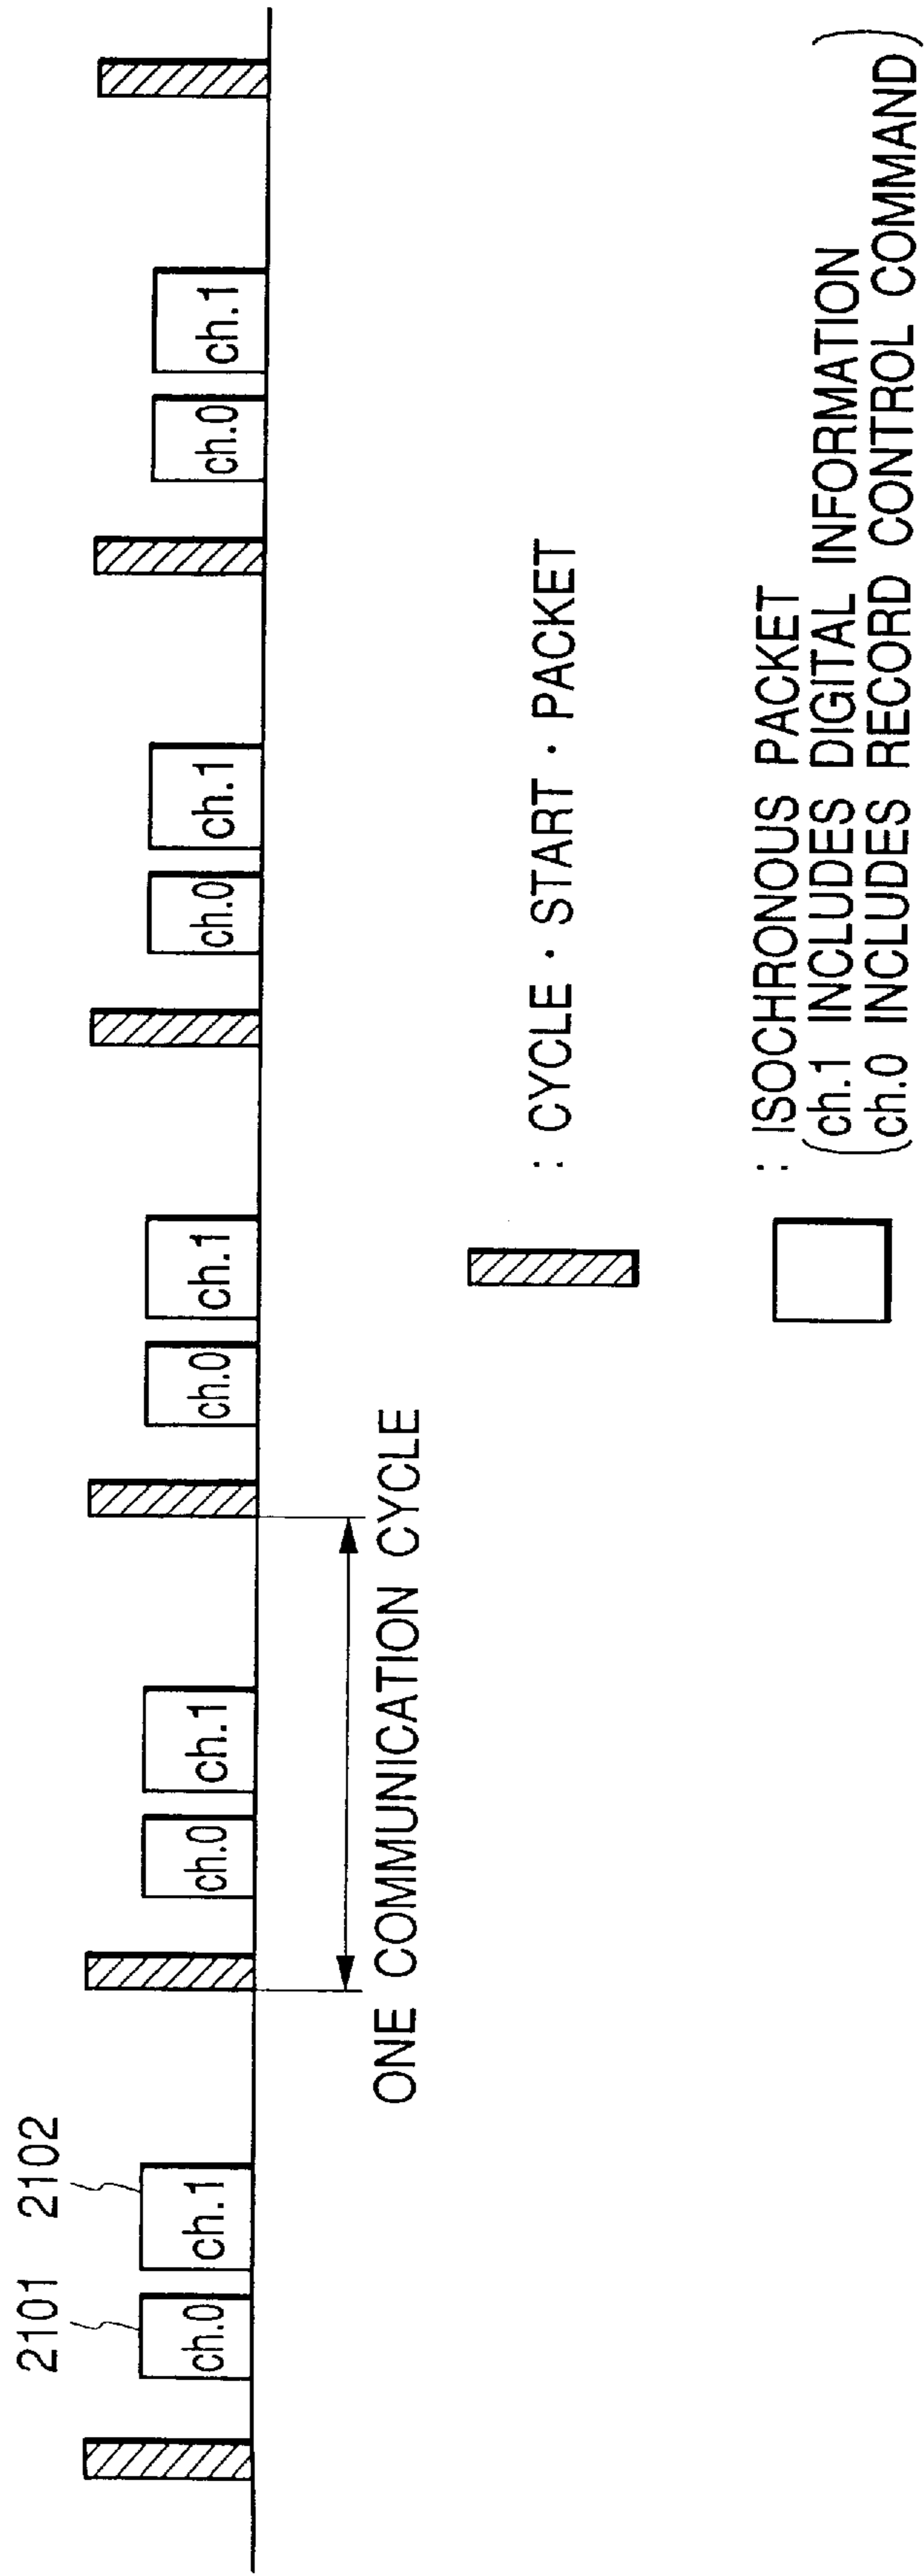 2101 2102
ch.0 ch.1 ch.0 ch.1 ch.0 ch.1 ch.0 ch.1 ch.0 ch.1
ONE COMMUNICATION CYCLE
: CYCLE · START · PACKET
: ISOCHRONOUS PACKET
(ch.1 INCLUDES DIGITAL INFORMATION
ch.0 INCLUDES RECORD CONTROL COMMAND)